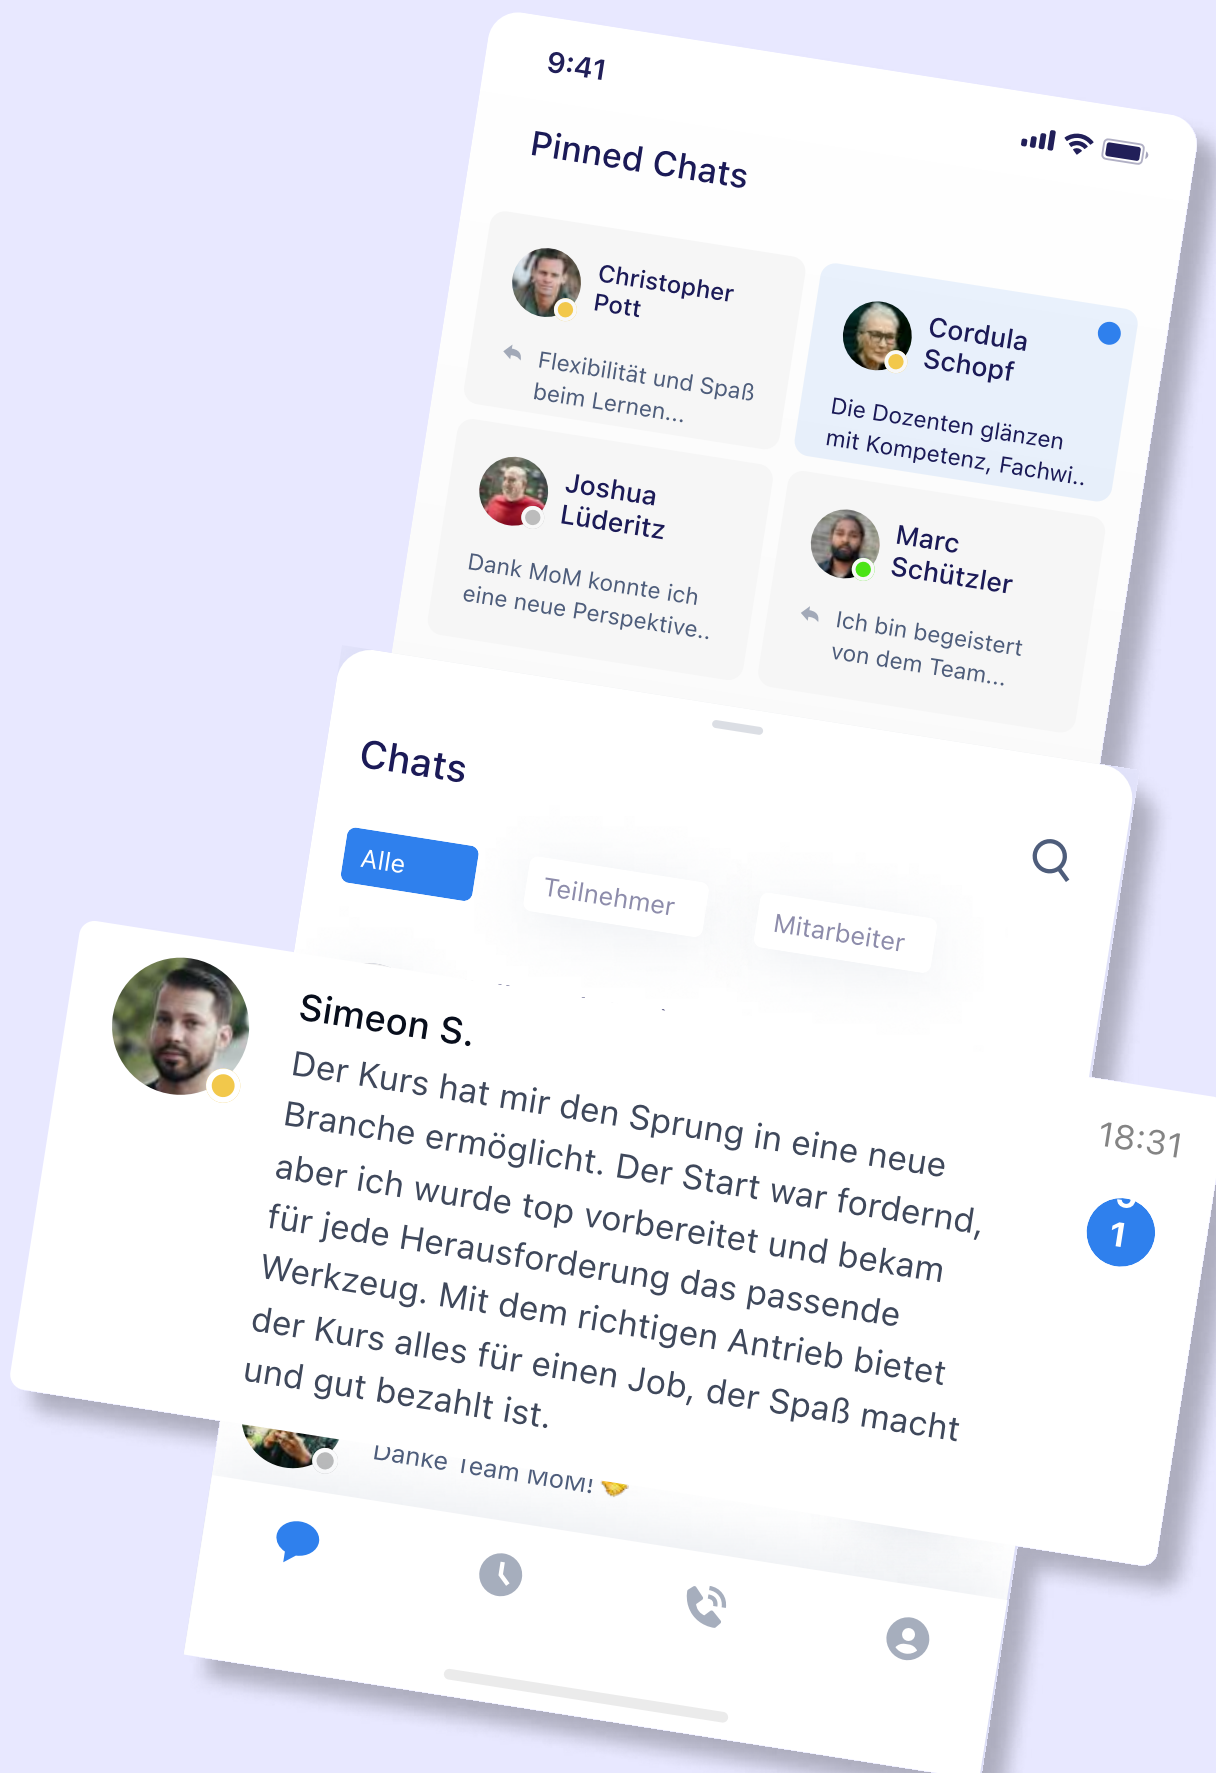 9:41
Pinned Chats
Christopher
Pott
Flexibilität und Spaß
beim Lernen...
Cordula
Schopf
Die Dozenten glänzen
mit Kompetenz, Fachwi..
Joshua
Lüderitz
Dank MoM konnte ich
eine neue Perspektive..
Marc
Schützler
Ich bin begeistert
von dem Team...
Chats
Alle
Teilnehmer
Mitarbeiter
Simeon S.
18:31
1
Der Kurs hat mir den Sprung in eine neue
Branche ermöglicht. Der Start war fordernd,
aber ich wurde top vorbereitet und bekam
für jede Herausforderung das passende
Werkzeug. Mit dem richtigen Antrieb bietet
der Kurs alles für einen Job, der Spaß macht
und gut bezahlt ist.
Danke Team MoM! 🤝